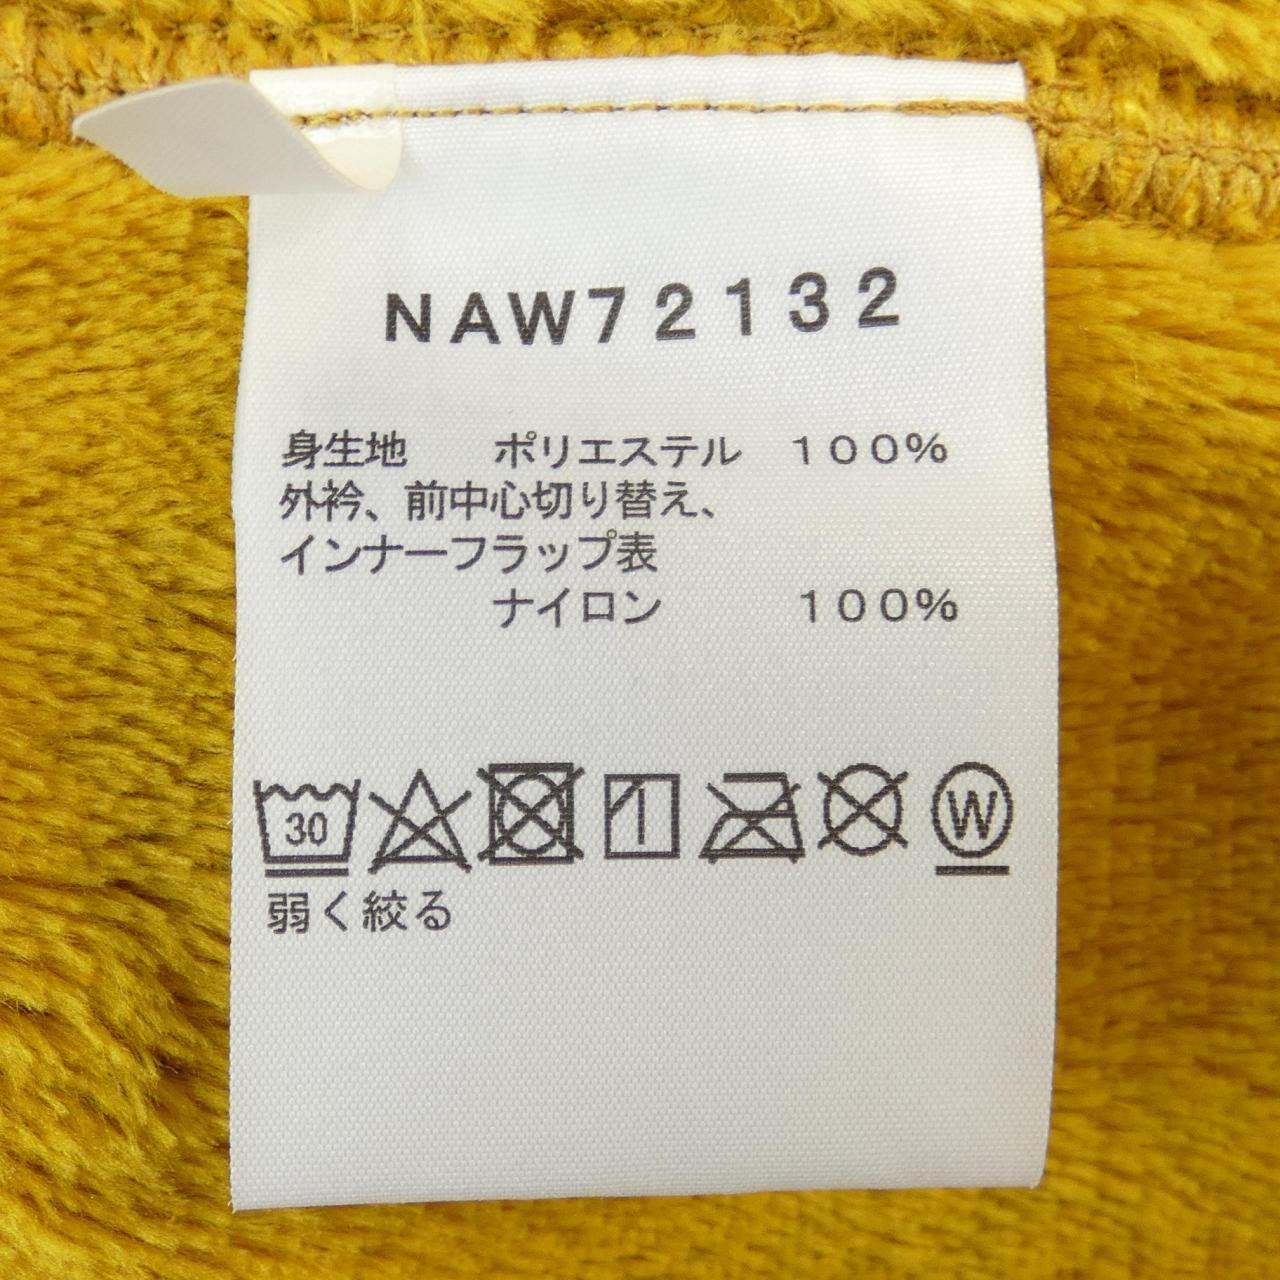 NAW72132
身生地　ポリエステル　１００％
外衿、前中心切り替え、
インナーフラップ表
ナイロン　１００％
30
W
弱く絞る